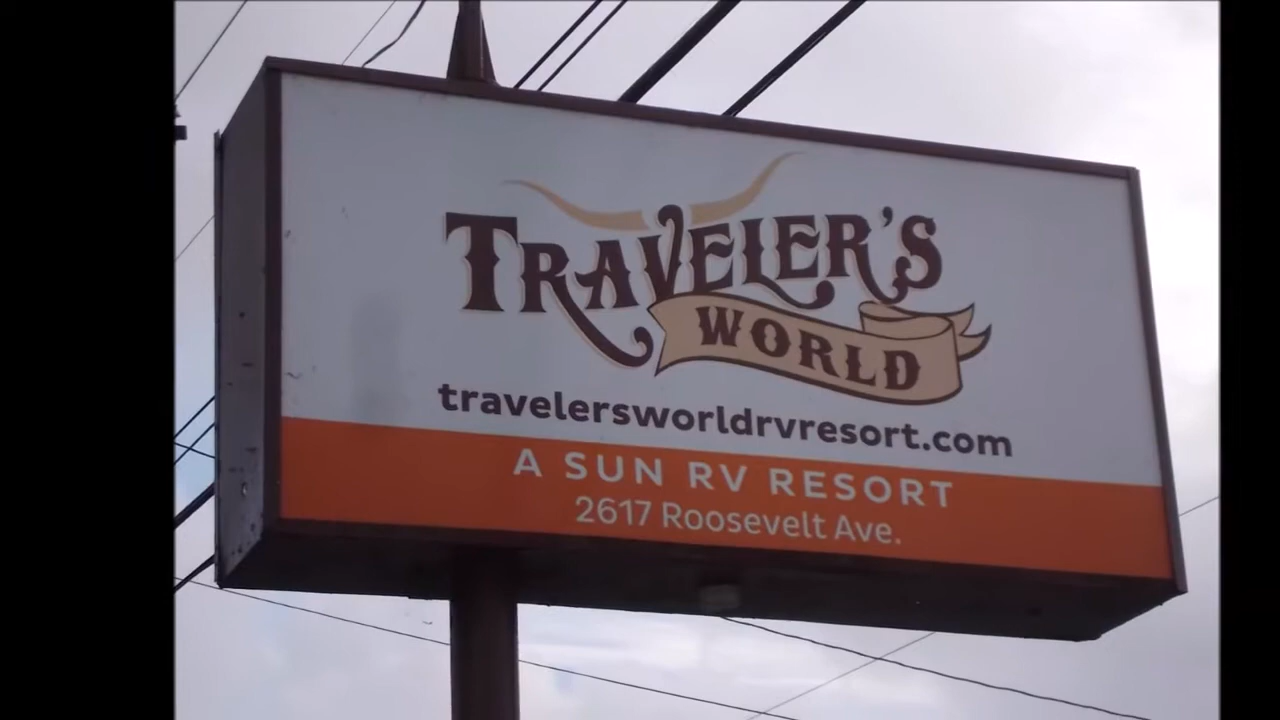 TRAVELER'S
WORLD
travelersworldrvresort.com
A SUN RV RESORT
2617 Roosevelt Ave.